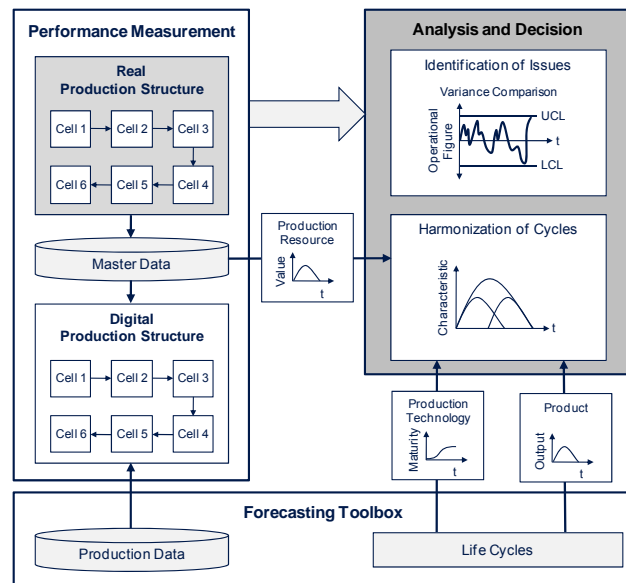 Performance Measurement
Real
Production Structure
Cell 1
Cell 2
Cell 3
Cell 6
Cell 5
Cell 4
Master Data
Digital
Production Structure
Cell 1
Cell 2
Cell 3
Cell 6
Cell 5
Cell 4
Production
Resource
Value
t
Analysis and Decision
Identification of Issues
Variance Comparison
Operational
Figure
UCL
t
LCL
Harmonization of Cycles
Characteristic
t
Production
Technology
Maturity
t
Product
Output
t
Forecasting Toolbox
Production Data
Life Cycles